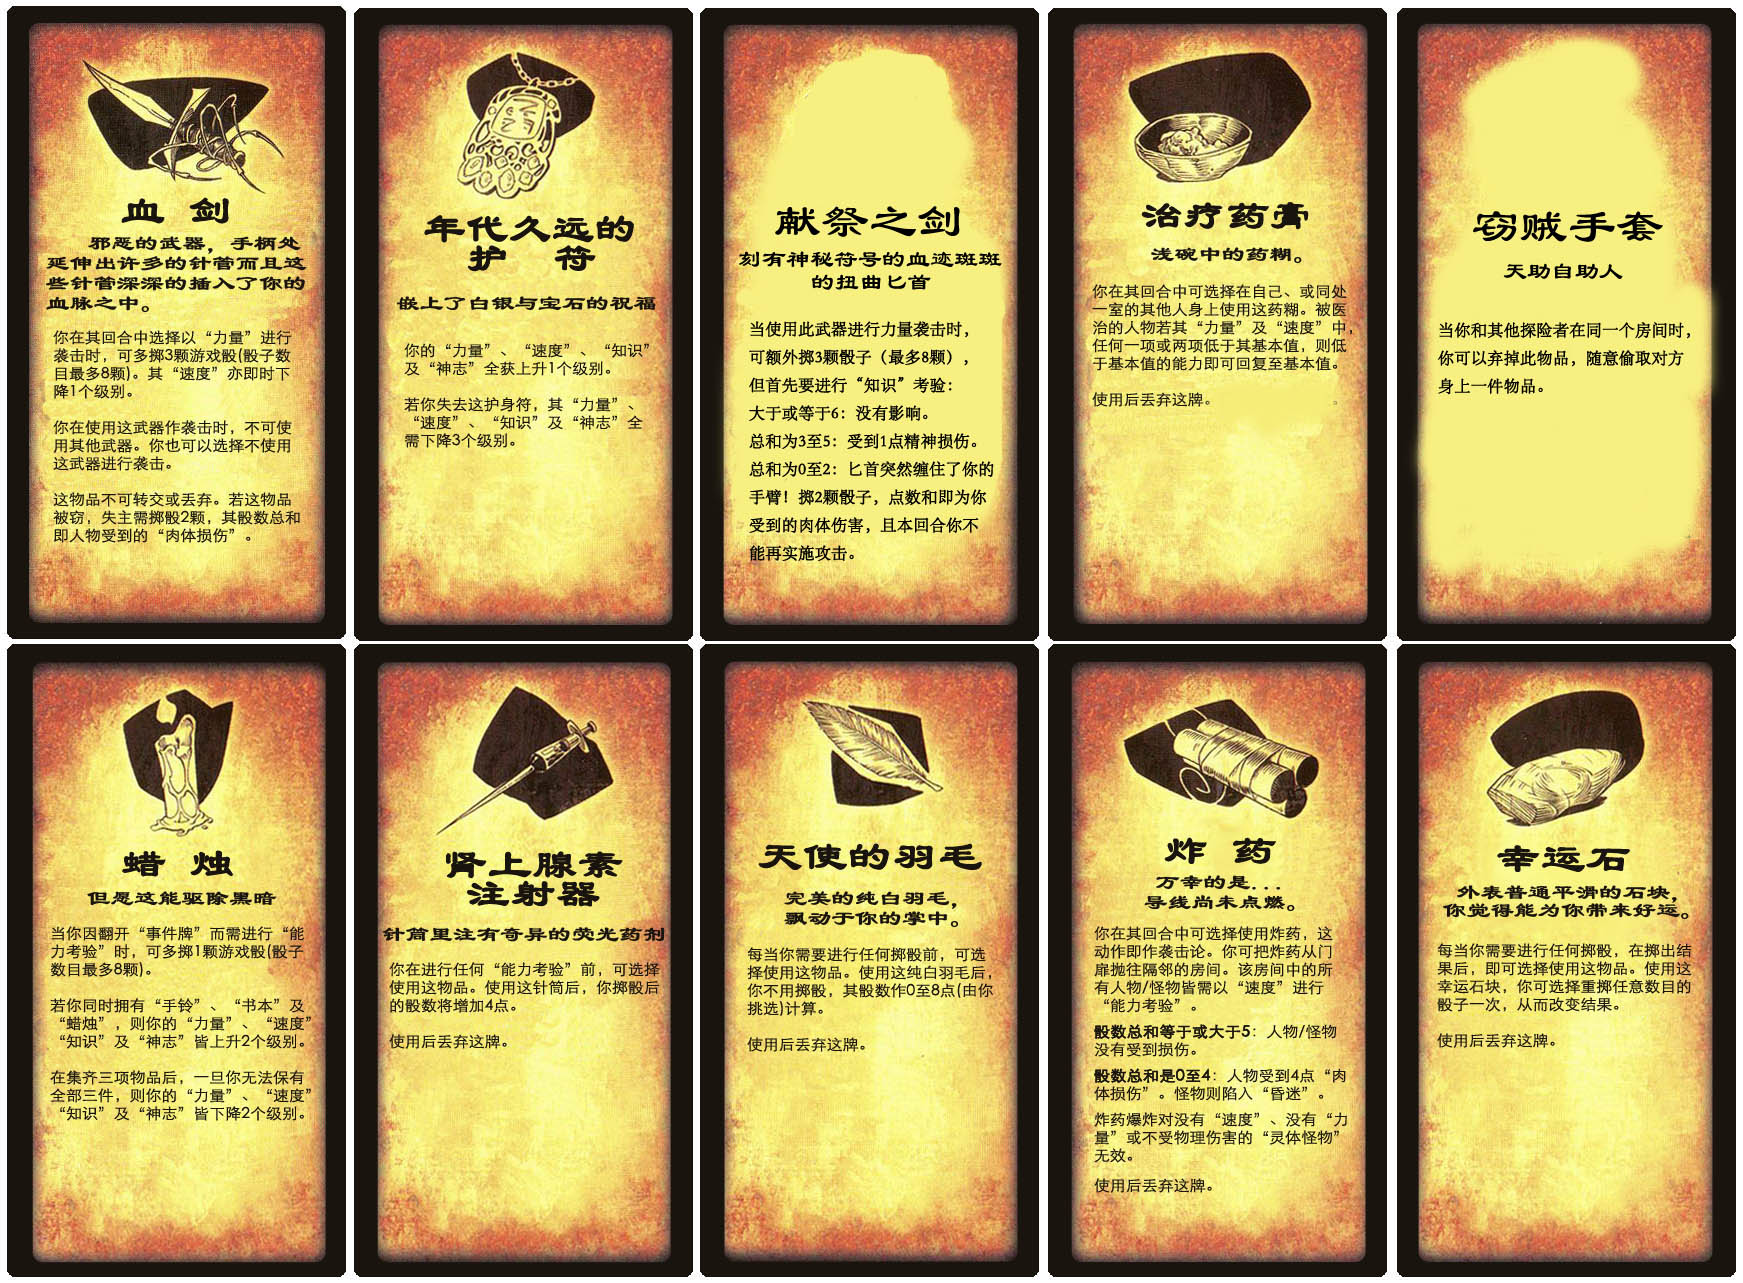 血 剑
邪恶的武器，手柄处
延伸出许多的针管而且这
些针管深深的插入了你的
血脉之中。
你在其回合中选择以“力量”进行
袭击时，可多掷3颗游戏骰(骰子数
目最多8颗)。其“速度”亦即时下
降1个级别。
你在使用这武器作袭击时，不可使
用其他武器。你也可以选择不使用
这武器进行袭击。
这物品不可转交或丢弃。若这物品
被窃，失主需掷骰2颗，其骰数总和
即人物受到的“肉体损伤”。
年代久远的
护 符
嵌上了白银与宝石的祝福
你的“力量”、“速度”、“知识”
及“神志”全获上升1个级别。
若你失去这护身符，其“力量”、
“速度”、“知识”及“神志”全
需下降3个级别。
献祭之剑
刻有神秘符号的血迹斑斑
的扭曲匕首
当使用此武器进行力量袭击时，
可额外掷3颗骰子（最多8颗），
但首先要进行“知识”考验：
大于或等于6：没有影响。
总和为3至5：受到1点精神损伤。
总和为0至2：匕首突然缠住了你的
手臂！掷2颗骰子，点数和即为你
受到的肉体伤害，且本回合你不
能再实施攻击。
治疗药膏
浅碗中的药糊。
你在其回合中可选择在自己、或同处
一室的其他人身上使用这药糊。被医
治的人物若其“力量”及“速度”中，
任何一项或两项低于其基本值，则低
于基本值的能力即可回复至基本值。
使用后丢弃这牌。
窃贼手套
天助自助人
当你和其他探险者在同一个房间时，
你可以弃掉此物品，随意偷取对方
身上一件物品。
蜡 烛
但愿这能驱除黑暗
当你因翻开“事件牌”而需进行“能
力考验”时，可多掷1颗游戏骰(骰子
数目最多8颗)。
若你同时拥有“手铃”、“书本”及
“蜡烛”，则你的“力量”、“速度”
“知识”及“神志”皆上升2个级别。
在集齐三项物品后，一旦你无法保有
全部三件，则你的“力量”、“速度”
“知识”及“神志”皆下降2个级别。
肾上腺素
注射器
针筒里注有奇异的荧光药剂
你在进行任何“能力考验”前，可选择
使用这物品。使用这针筒后，你掷骰后
的骰数将增加4点。
使用后丢弃这牌。
天使的羽毛
完美的纯白羽毛，
飘动于你的掌中。
每当你需要进行任何掷骰前，可选
择使用这物品。使用这纯白羽毛后，
你不用掷骰，其骰数作0至8点(由你
挑选)计算。
使用后丢弃这牌。
炸 药
万幸的是...
导线尚未点燃。
你在其回合中可选择使用炸药，这
动作即作袭击论。你可把炸药从门
扉抛往隔邻的房间。该房间中的所
有人物/怪物皆需以“速度”进行
“能力考验”。
骰数总和等于或大于5：人物/怪物
没有受到损伤。
骰数总和是0至4：人物受到4点“肉
体损伤”。怪物则陷入“昏迷”。
炸药爆炸对没有“速度”、没有“力
量”或不受物理伤害的“灵体怪物”
无效。
使用后丢弃这牌。
幸运石
外表普通平滑的石块，
你觉得能为你带来好运。
每当你需要进行任何掷骰，在掷出结
果后，即可选择使用这物品。使用这
幸运石块，你可选择重掷任意数目的
骰子一次，从而改变结果。
使用后丢弃这牌。